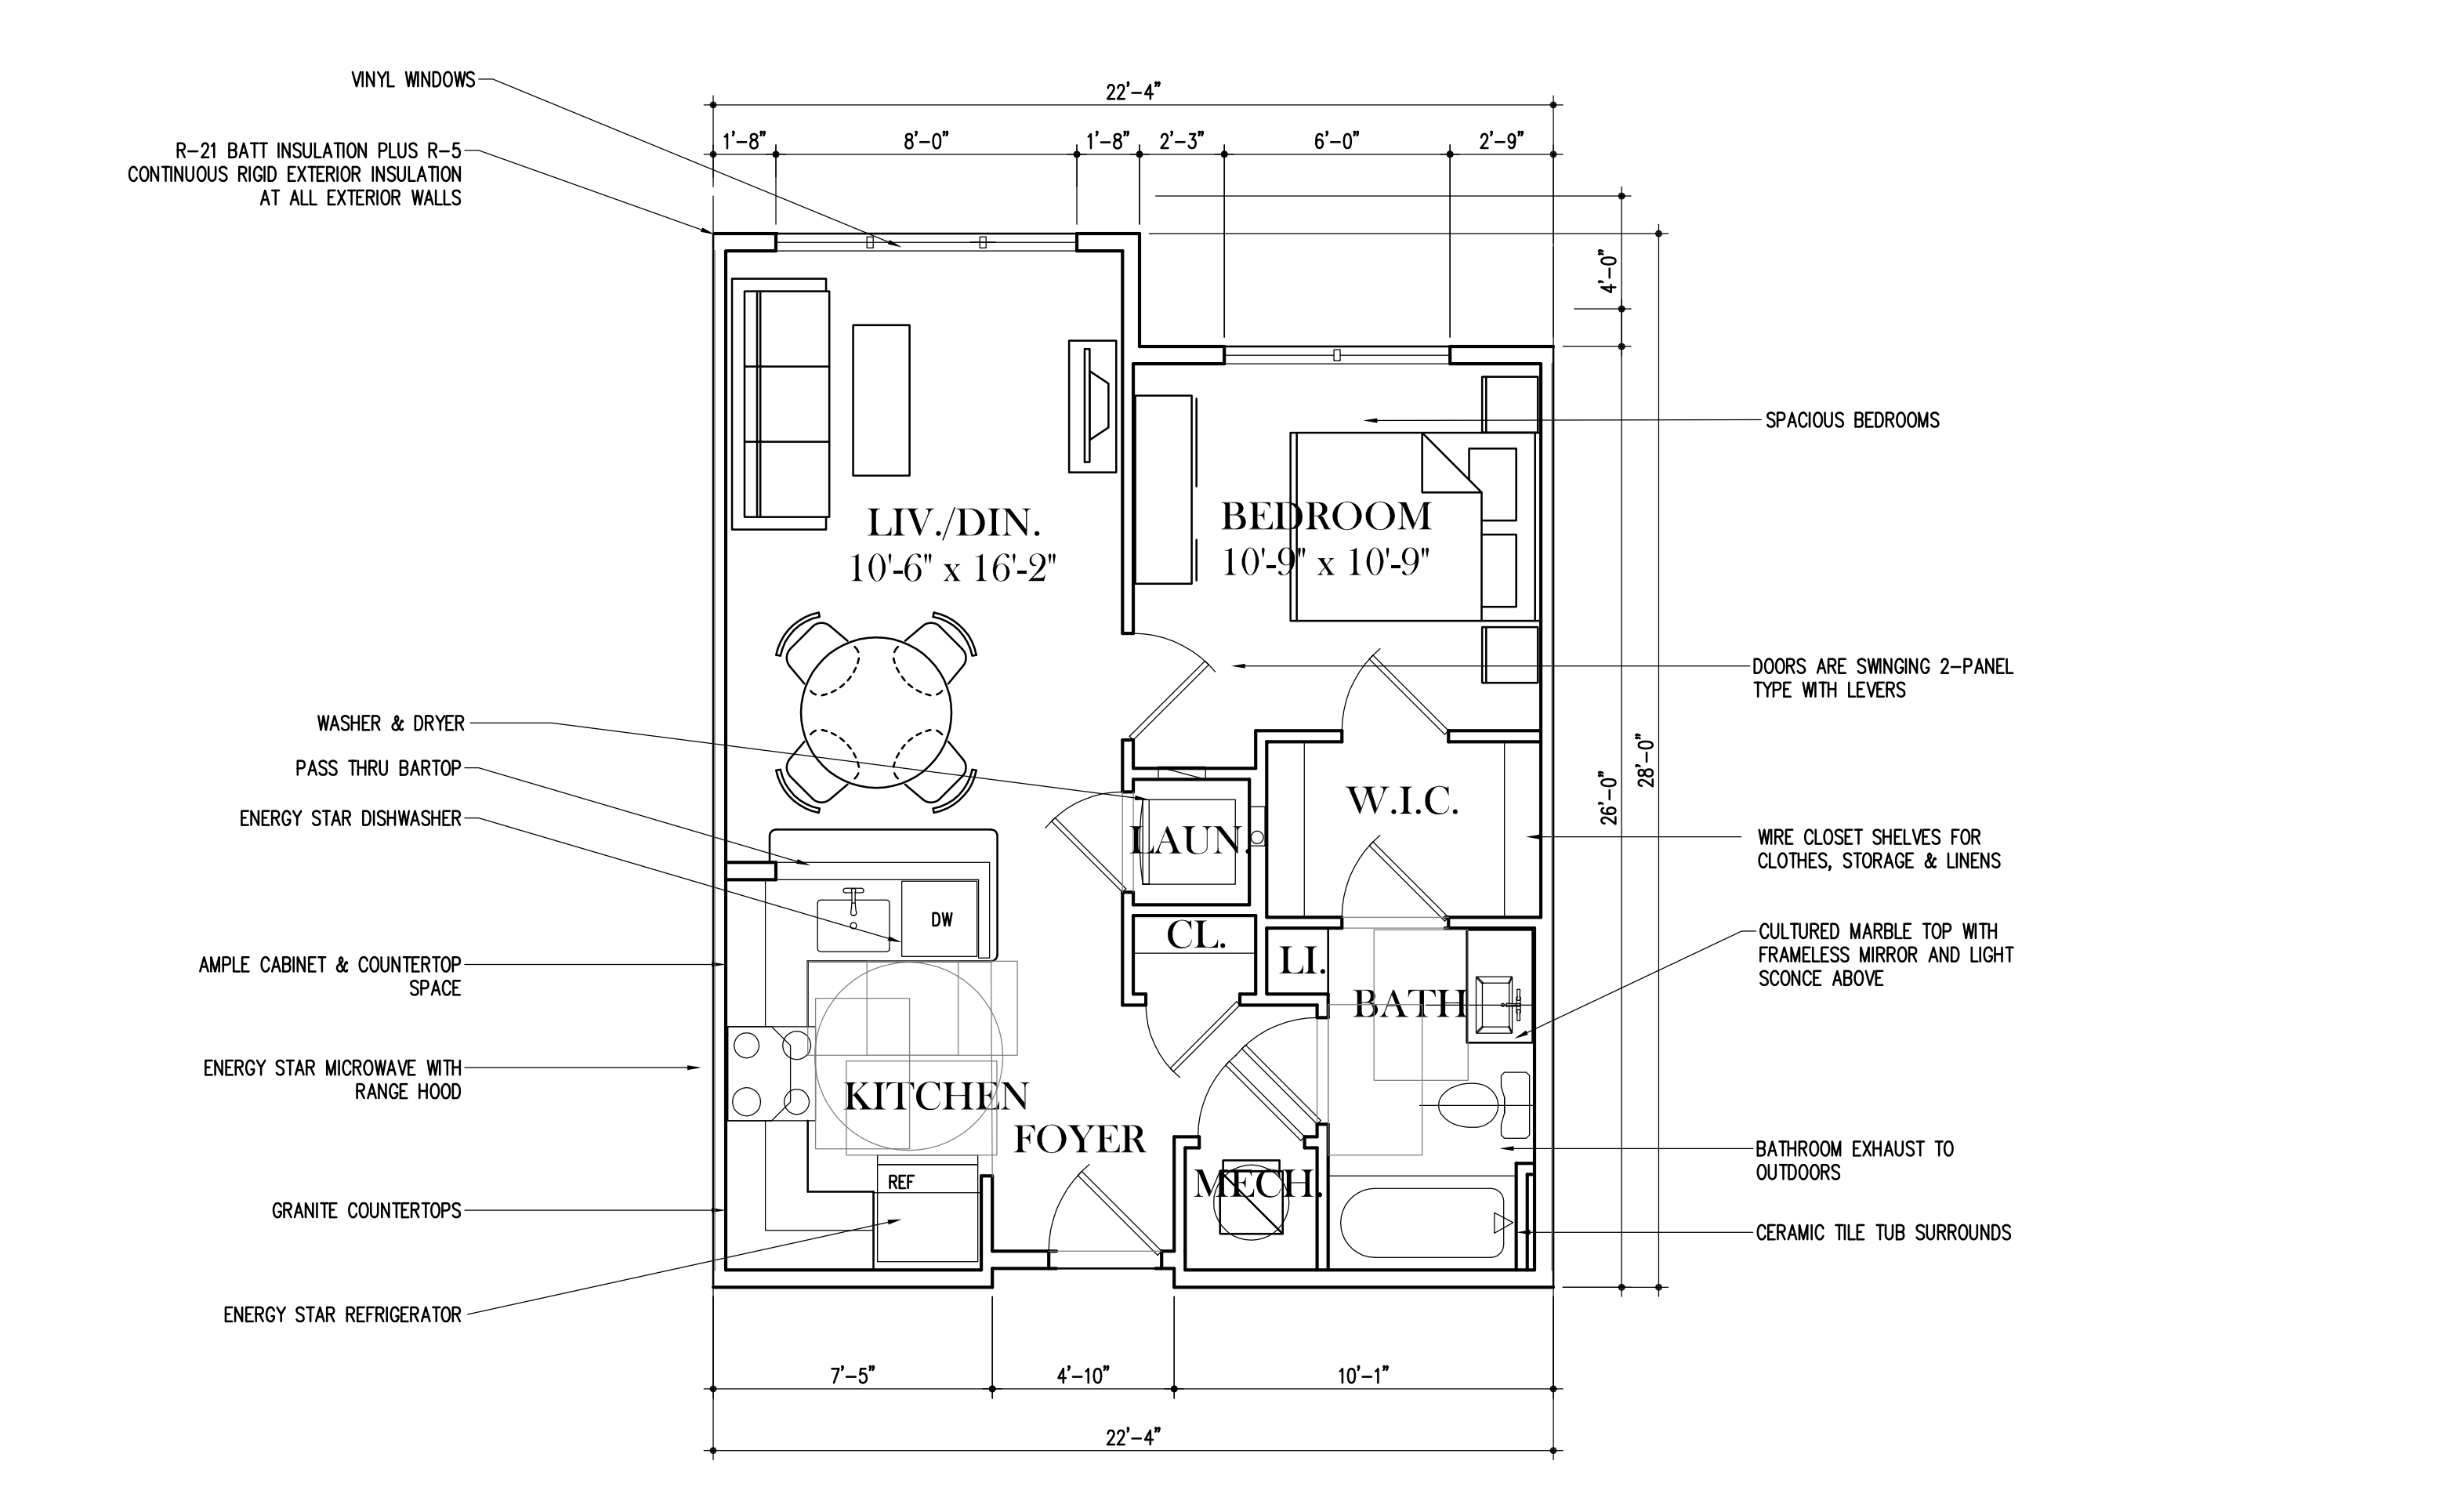 VINYL WINDOWS
R-21 BATT INSULATION PLUS R-5
CONTINUOUS RIGID EXTERIOR INSULATION
AT ALL EXTERIOR WALLS
22'-4"
1'-8"
8'-0"
1'-8"
2'-3"
6'-0"
2'-9"
4'-0"
28'-0"
26'-0"
SPACIOUS BEDROOMS
LIV./DIN.
10'-6" x 16'-2"
BEDROOM
10'-9" x 10'-9"
DOORS ARE SWINGING 2-PANEL
TYPE WITH LEVERS
WASHER & DRYER
PASS THRU BARTOP
ENERGY STAR DISHWASHER
W.I.C.
LAUN.
WIRE CLOSET SHELVES FOR
CLOTHES, STORAGE & LINENS
DW
CL.
LI.
BATH
CULTURED MARBLE TOP WITH
FRAMELESS MIRROR AND LIGHT
SCONCE ABOVE
AMPLE CABINET & COUNTERTOP
SPACE
ENERGY STAR MICROWAVE WITH
RANGE HOOD
KITCHEN
FOYER
BATHROOM EXHAUST TO
OUTDOORS
REF
MECH.
GRANITE COUNTERTOPS
CERAMIC TILE TUB SURROUNDS
ENERGY STAR REFRIGERATOR
7'-5"
4'-10"
10'-1"
22'-4"